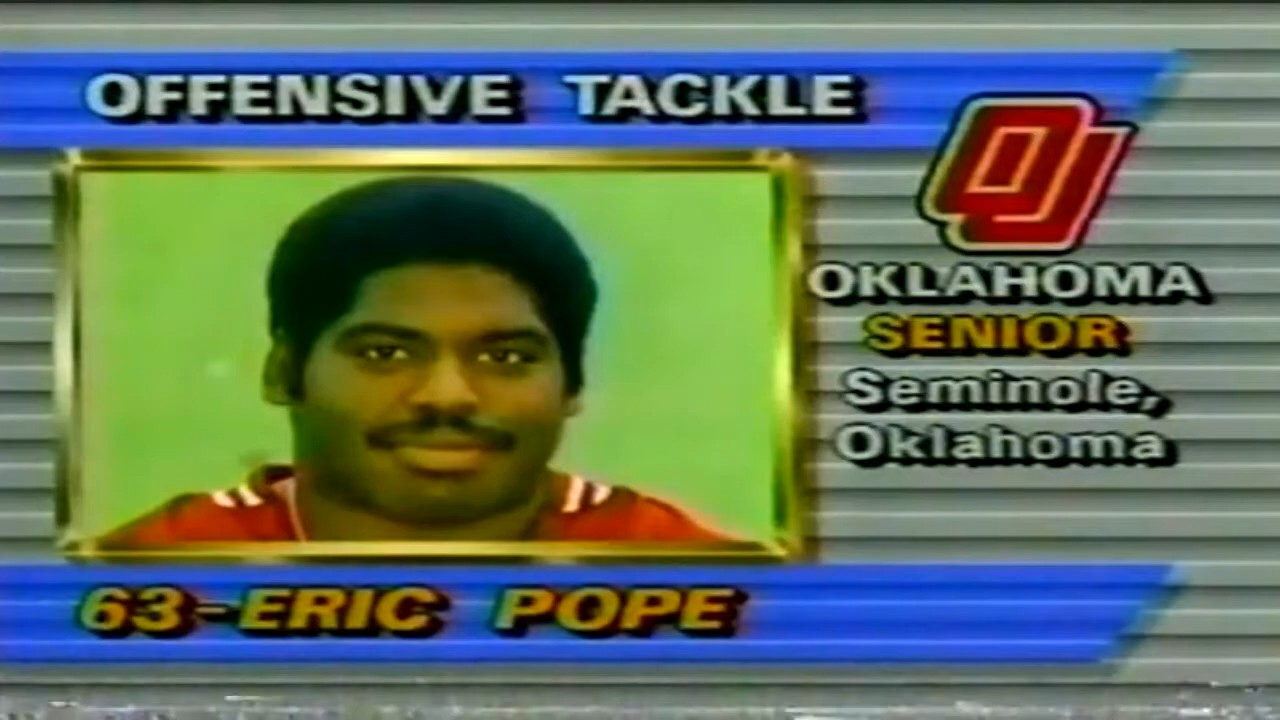 OFFENSIVE TACKLE
OU
OKLAHOMA
SENIOR
Seminole,
Oklahoma
63-ERIC POPE